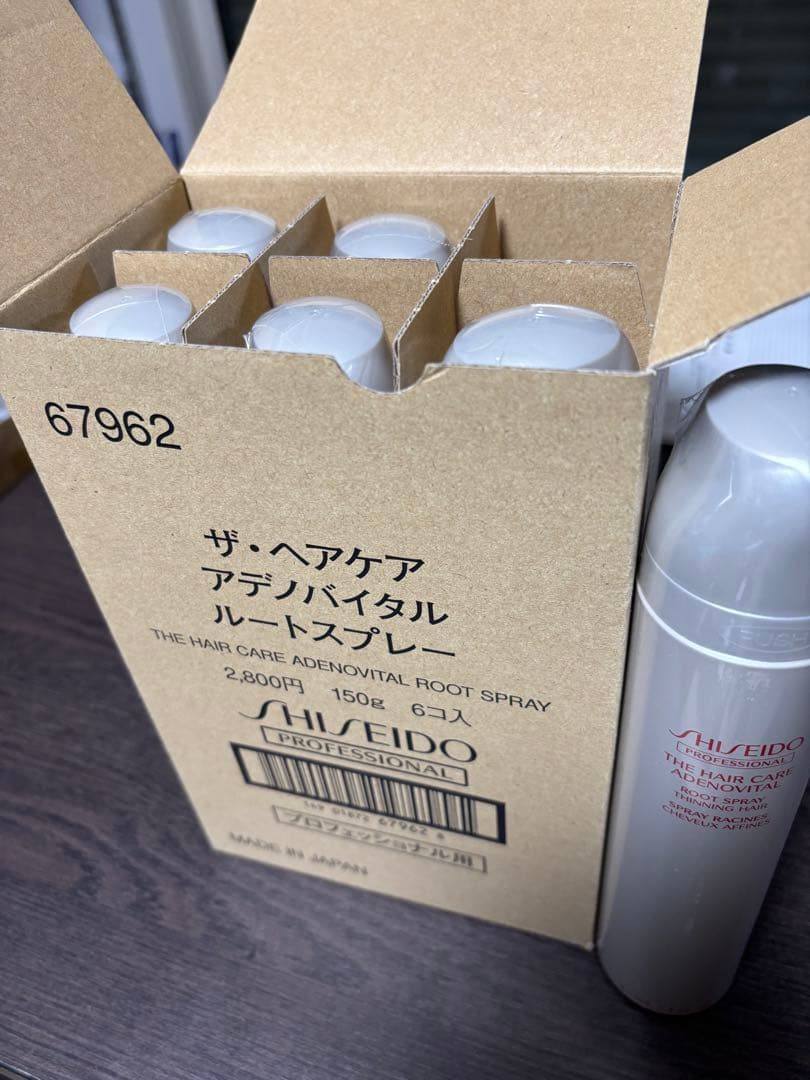 67962
ザ・ヘアケア
アデノバイタル
ルートスプレー
THE HAIR CARE ADENOVITAL ROOT SPRAY
2,800円 150g 6コ入
SHISEIDO
PROFESSIONAL
67962
プロフェッショナル用
MADE IN JAPAN
PUSH
SHISEIDO
PROFESSIONAL
THE HAIR CARE
ADENOVITAL
ROOT SPRAY
THINNING HAIR
SPRAY RACINES
CHEVEUX AFFINES